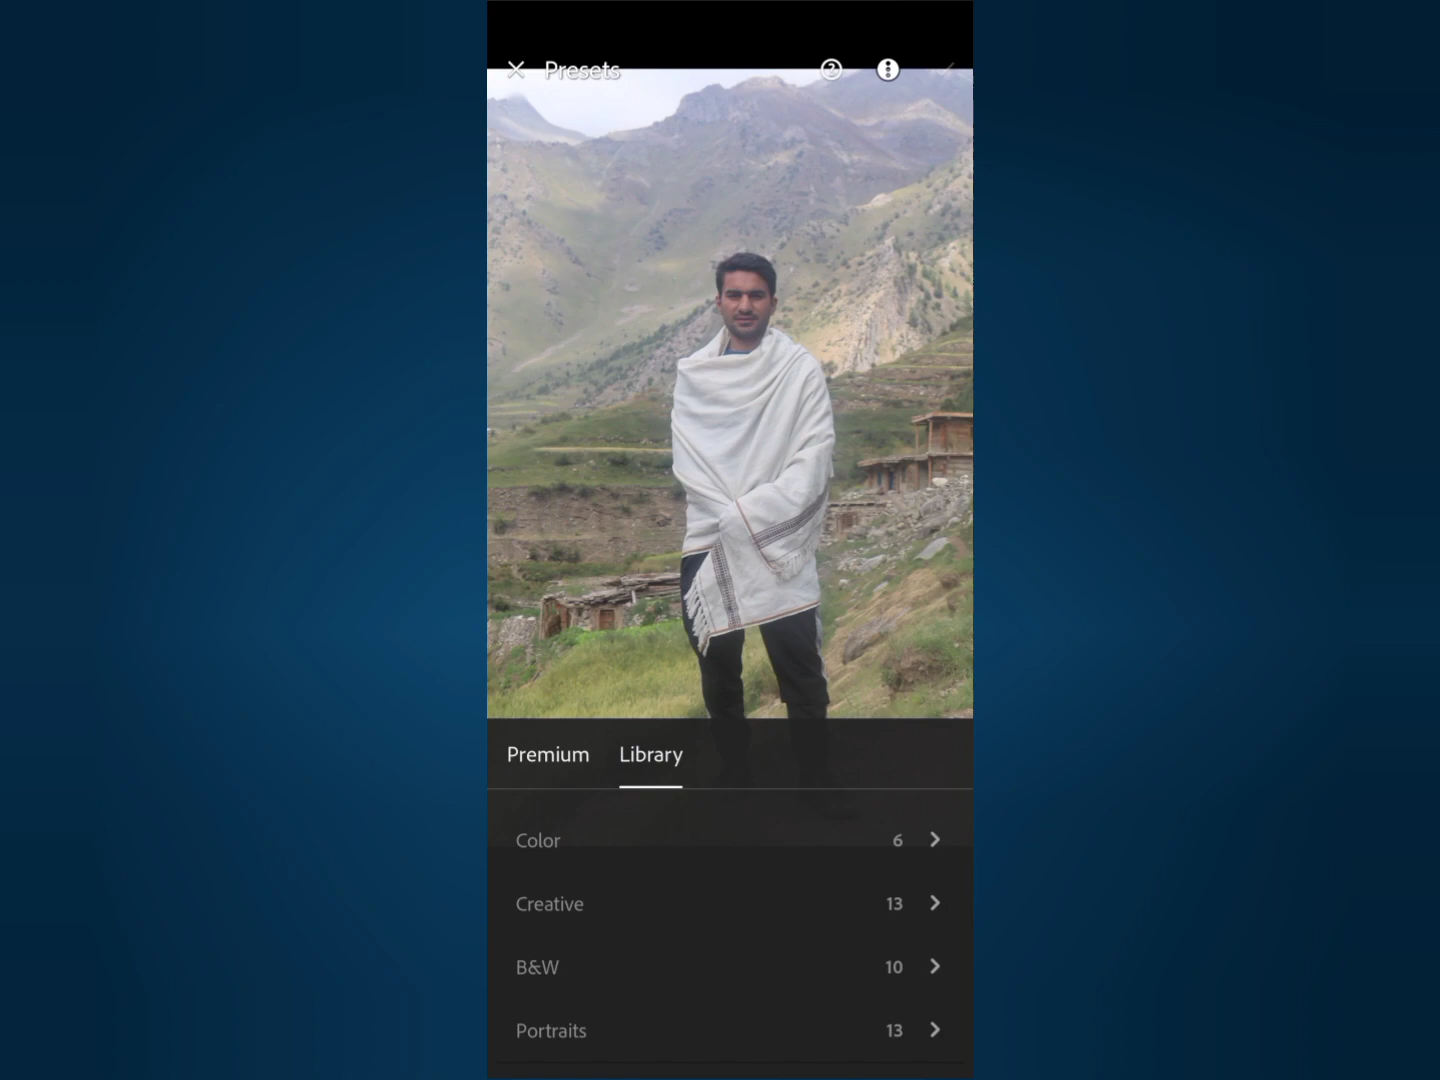 Presets
Premium Library
Color 6
Creative 13
B&W 10
Portraits 13